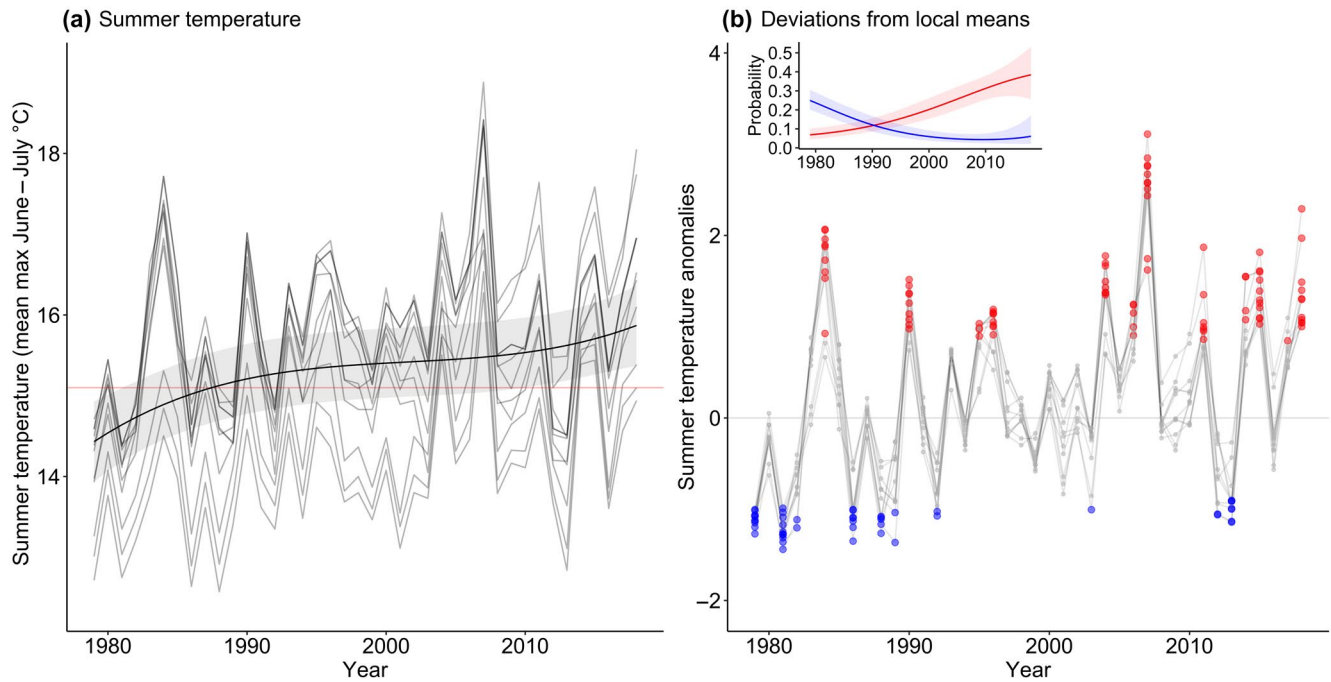 (a) Summer temperature
Summer temperature (mean max June – July °C)
18
16
14
1980 1990 2000 2010
Year
(b) Deviations from local means
Summer temperature anomalies
4
2
0
−2
1980 1990 2000 2010
Year
Probability
0.5
0.4
0.3
0.2
0.1
0.0
1980 1990 2000 2010